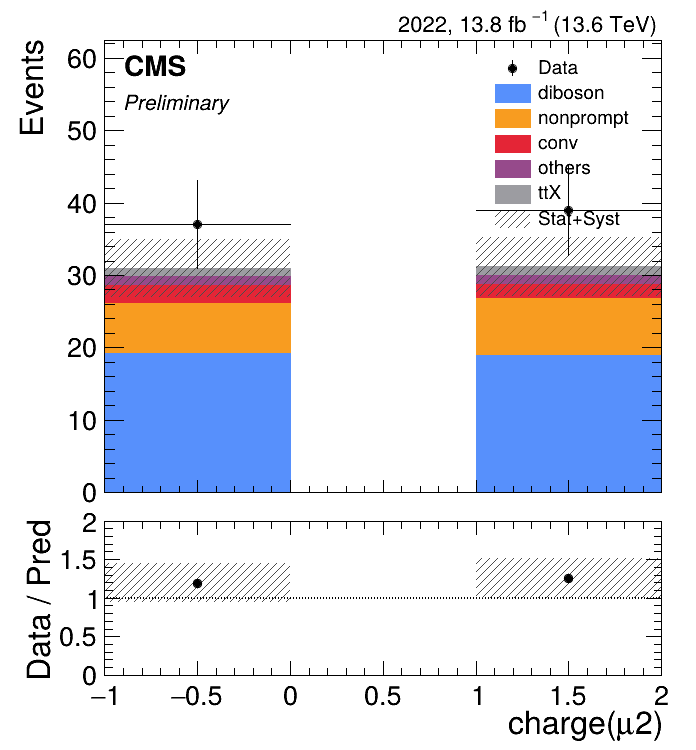 2022, 13.8 fb⁻¹ (13.6 TeV)
CMS
Preliminary
Events
60
50
40
30
20
10
0
Data
diboson
nonprompt
conv
others
ttX
Stat+Syst
Data / Pred
2
1.5
1
0.5
0
−1 −0.5 0 0.5 1 1.5 2
charge(μ2)